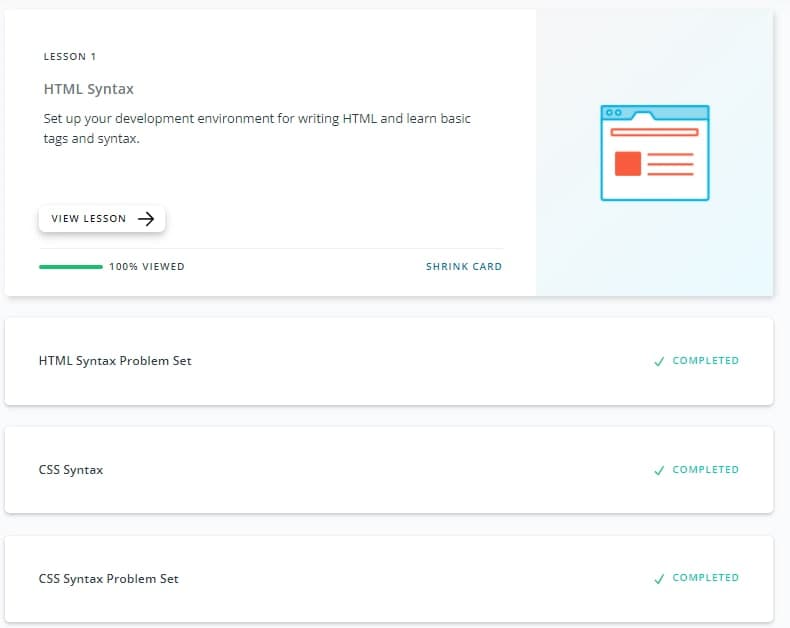 LESSON 1
HTML Syntax
Set up your development environment for writing HTML and learn basic
tags and syntax.
VIEW LESSON
100% VIEWED
SHRINK CARD
HTML Syntax Problem Set
COMPLETED
CSS Syntax
COMPLETED
CSS Syntax Problem Set
COMPLETED